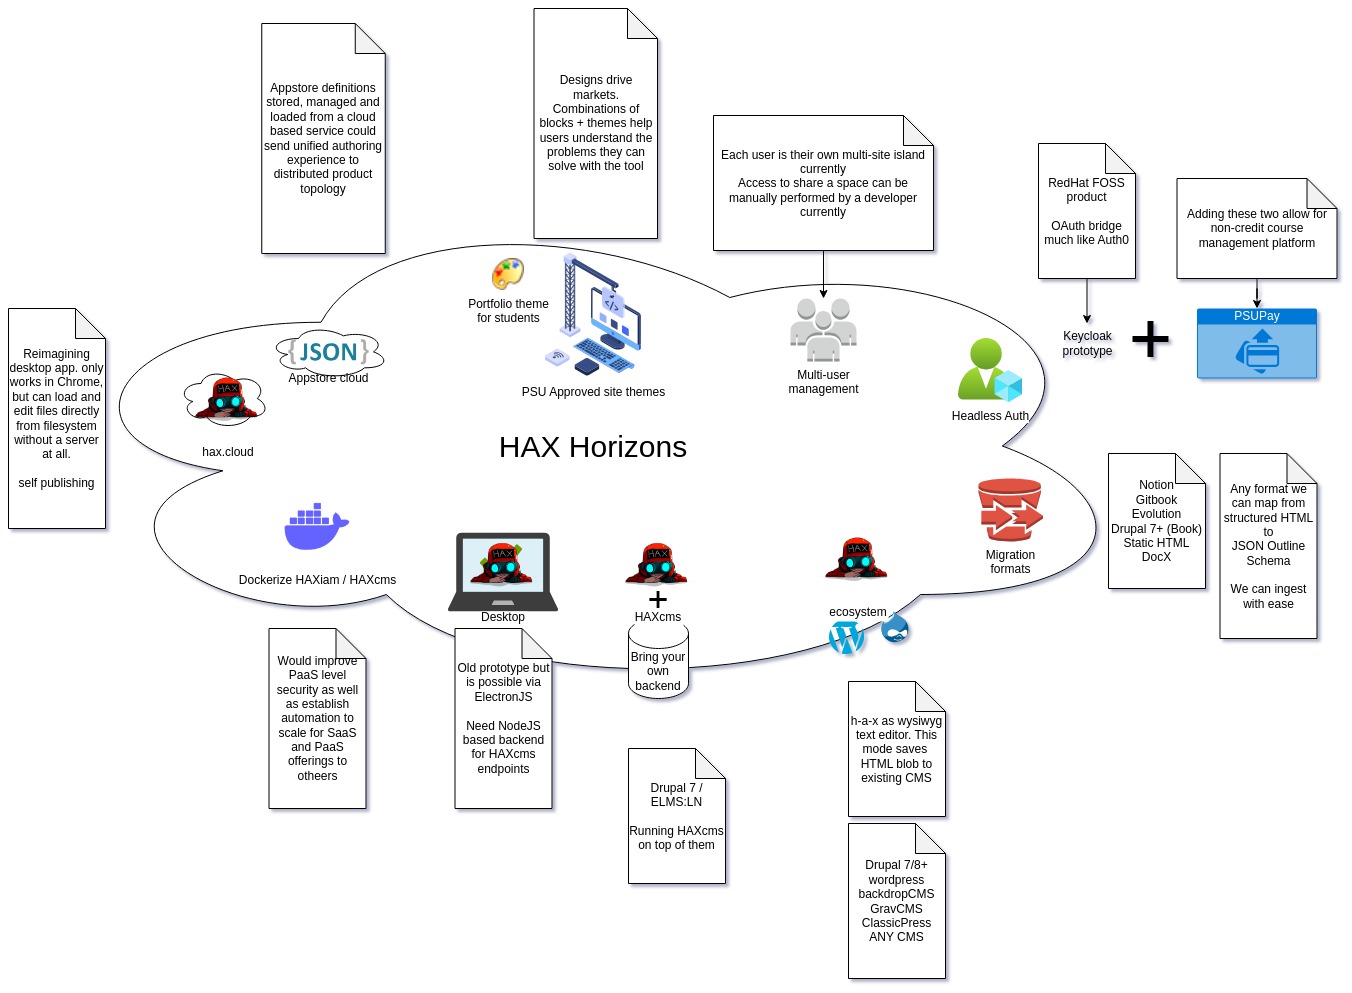 Appstore definitions
stored, managed and
loaded from a cloud
based service could
send unified authoring
experience to
distributed product
topology
Designs drive
markets.
Combinations of
blocks + themes help
users understand the
problems they can
solve with the tool
Each user is their own multi-site island
currently
Access to share a space can be
manually performed by a developer
currently
RedHat FOSS
product
OAuth bridge
much like Auth0
Adding these two allow for
non-credit course
management platform
Reimagining
desktop app. only
works in Chrome,
but can load and
edit files directly
from filesystem
without a server
at all.
self publishing
{JSON}
Appstore cloud
HAX
hax.cloud
Portfolio theme
for students
</>
PSU Approved site themes
Multi-user
management
Headless Auth
Keycloak
prototype
PSUPay
HAX Horizons
Dockerize HAXiam / HAXcms
HAX
Desktop
HAX
HAXcms
Bring your
own
backend
HAX
ecosystem
Migration
formats
Notion
Gitbook
Evolution
Drupal 7+ (Book)
Static HTML
DocX
Any format we
can map from
structured HTML
to
JSON Outline
Schema
We can ingest
with ease
Would improve
PaaS level
security as well
as establish
automation to
scale for SaaS
and PaaS
offerings to
otheers
Old prototype but
is possible via
ElectronJS
Need NodeJS
based backend
for HAXcms
endpoints
Drupal 7 /
ELMS:LN
Running HAXcms
on top of them
h-a-x as wysiwyg
text editor. This
mode saves
HTML blob to
existing CMS
Drupal 7/8+
wordpress
backdropCMS
GravCMS
ClassicPress
ANY CMS